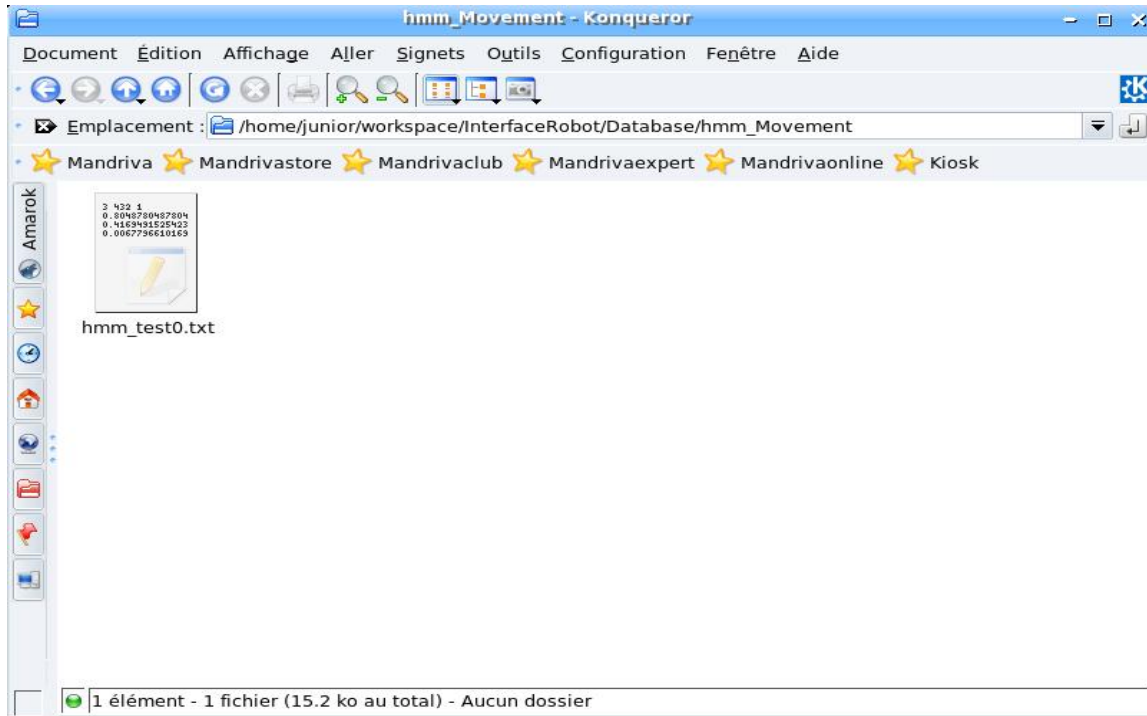 hmm_Movement - Konqueror
Document Édition Affichage Aller Signets Outils Configuration Fenêtre Aide
Emplacement : /home/junior/workspace/InterfaceRobot/Database/hmm_Movement
Mandriva Mandrivastore Mandrivaclub Mandrivaexpert Mandrivaonline Kiosk
Amarok
3 432 1
0.8048780487804
0.4169491525423
0.0067796610169
hmm_test0.txt
1 élément - 1 fichier (15.2 ko au total) - Aucun dossier